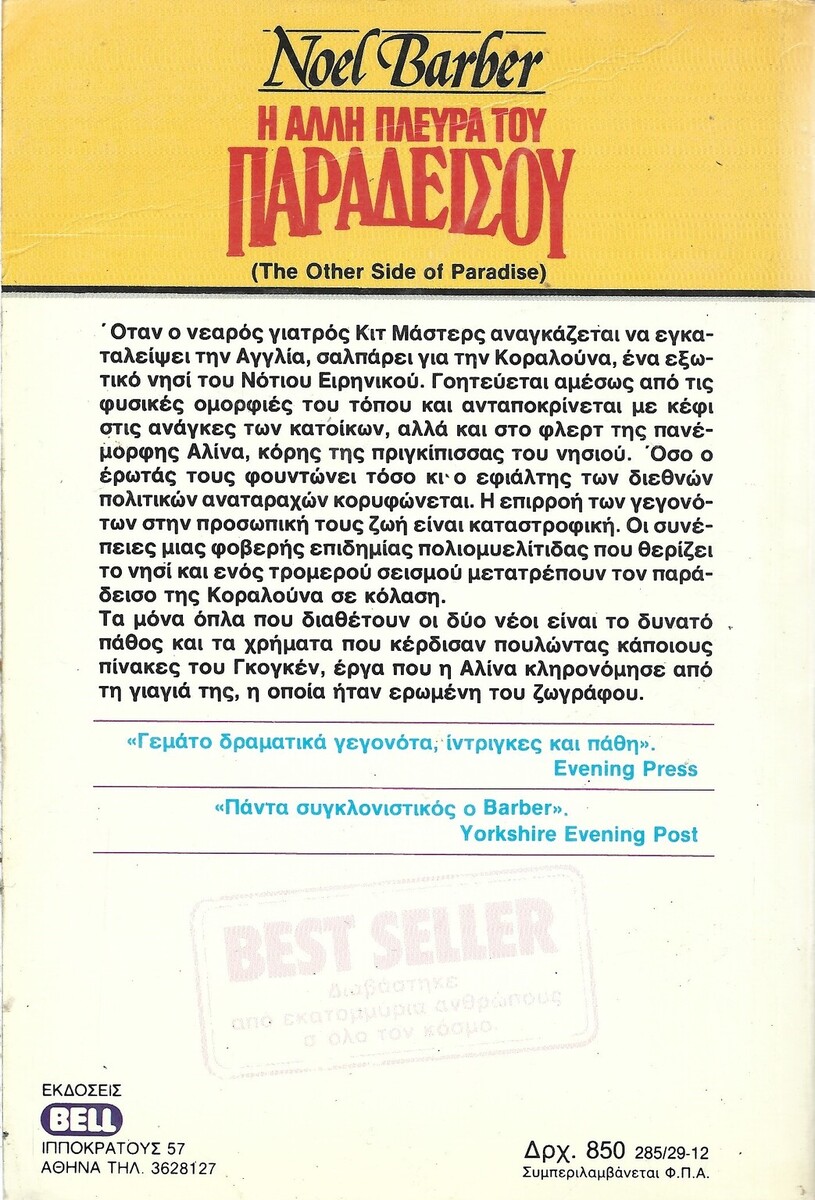 Noel Barber
Η ΑΛΛΗ ΠΛΕΥΡΑ ΤΟΥ
ΠΑΡΑΔΕΙΣΟΥ
(The Other Side of Paradise)
΄Οταν ο νεαρός γιατρός Κιτ Μάστερς αναγκάζεται να εγκα-
ταλείψει την Αγγλία, σαλπάρει για την Κοραλούνα, ένα εξω-
τικό νησί του Νότιου Ειρηνικού. Γοητεύεται αμέσως από τις
φυσικές ομορφιές του τόπου και ανταποκρίνεται με κέφι
στις ανάγκες των κατοίκων, αλλά και στο φλερτ της πανέ-
μορφης Αλίνα, κόρης της πριγκίπισσας του νησιού. ΄Οσο ο
έρωτάς τους φουντώνει τόσο κι ο εφιάλτης των διεθνών
πολιτικών αναταραχών κορυφώνεται. Η επιρροή των γεγονό-
των στην προσωπική τους ζωή είναι καταστροφική. Οι συνέ-
πειες μιας φοβερής επιδημίας πολιομυελίτιδας που θερίζει
το νησί και ενός τρομερού σεισμού μετατρέπουν τον παρά-
δεισο της Κοραλούνα σε κόλαση.
Τα μόνα όπλα που διαθέτουν οι δύο νέοι είναι το δυνατό
πάθος και τα χρήματα που κέρδισαν πουλώντας κάποιους
πίνακες του Γκογκέν, έργα που η Αλίνα κληρονόμησε από
τη γιαγιά της, η οποία ήταν ερωμένη του ζωγράφου.
«Γεμάτο δραματικά γεγονότα, ίντριγκες και πάθη».
Evening Press
«Πάντα συγκλονιστικός ο Barber».
Yorkshire Evening Post
BEST SELLER
Διαβάστηκε
από εκατομμύρια ανθρώπους
σ όλο τον κόσμο.
ΕΚΔΟΣΕΙΣ
BELL
ΙΠΠΟΚΡΑΤΟΥΣ 57
ΑΘΗΝΑ ΤΗΛ. 3628127
Δρχ. 850 285/29-12
Συμπεριλαμβάνεται Φ.Π.Α.